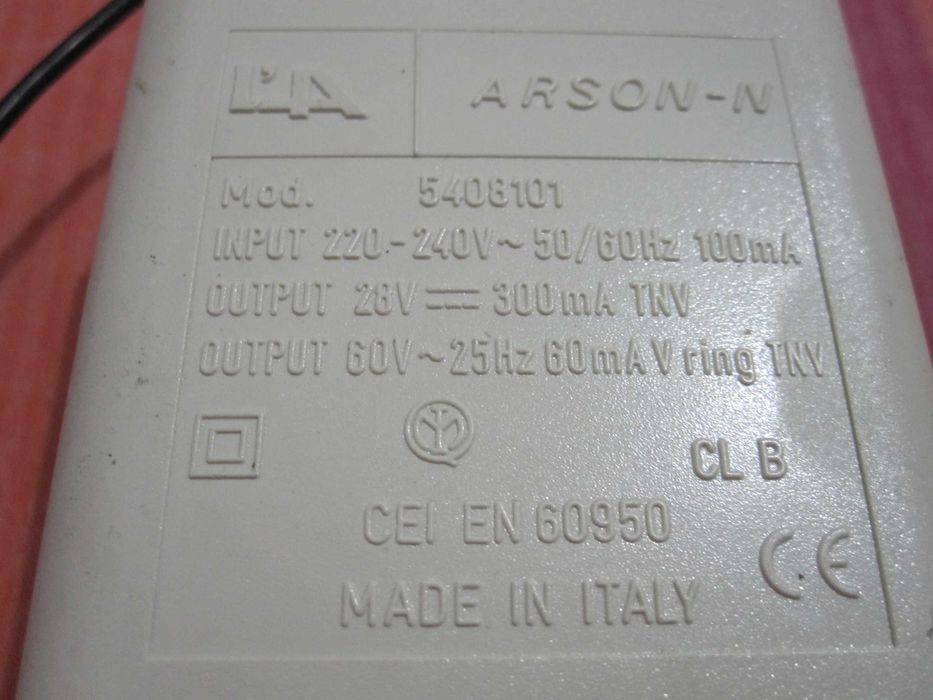 ARSON-N
Mod. 5408101
INPUT 220-240V~50/60Hz 100mA
OUTPUT 28V⎓300mA TNV
OUTPUT 60V~25Hz 60mA V ring TNV
CL B
CEI EN 60950
CE
MADE IN ITALY